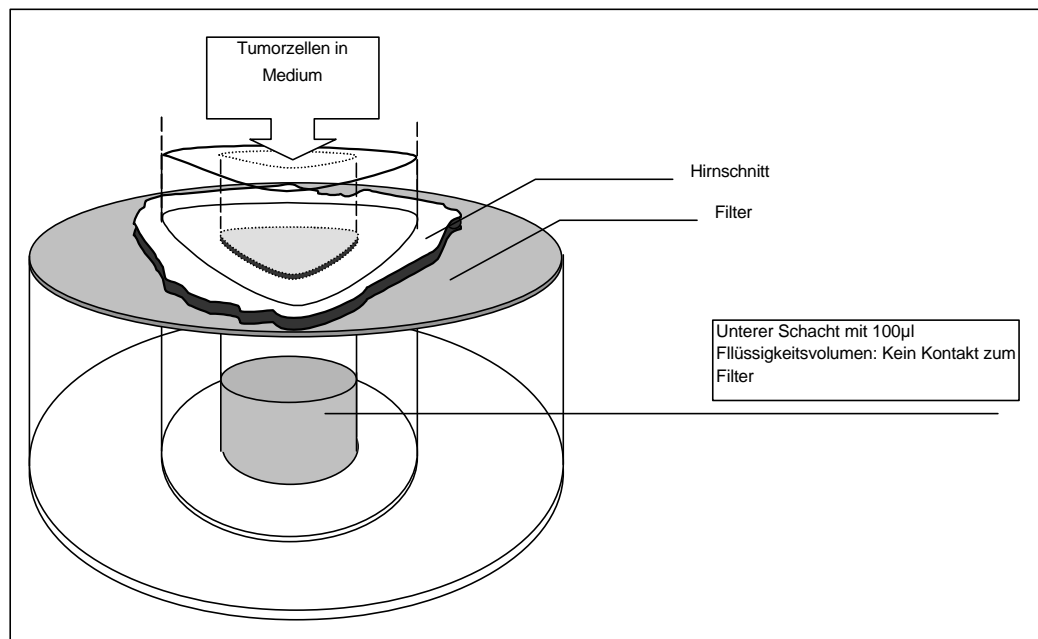 Tumorzellen in
Medium
Hirnschnitt
Filter
Unterer Schacht mit 100µl
Fllüssigkeitsvolumen: Kein Kontakt zum
Filter